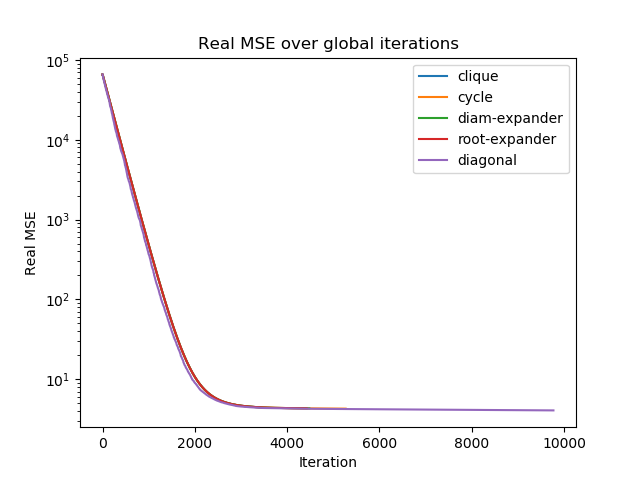 Real MSE over global iterations
10^5
10^4
10^3
10^2
10^1
Real MSE
clique
cycle
diam-expander
root-expander
diagonal
0
2000
4000
6000
8000
10000
Iteration